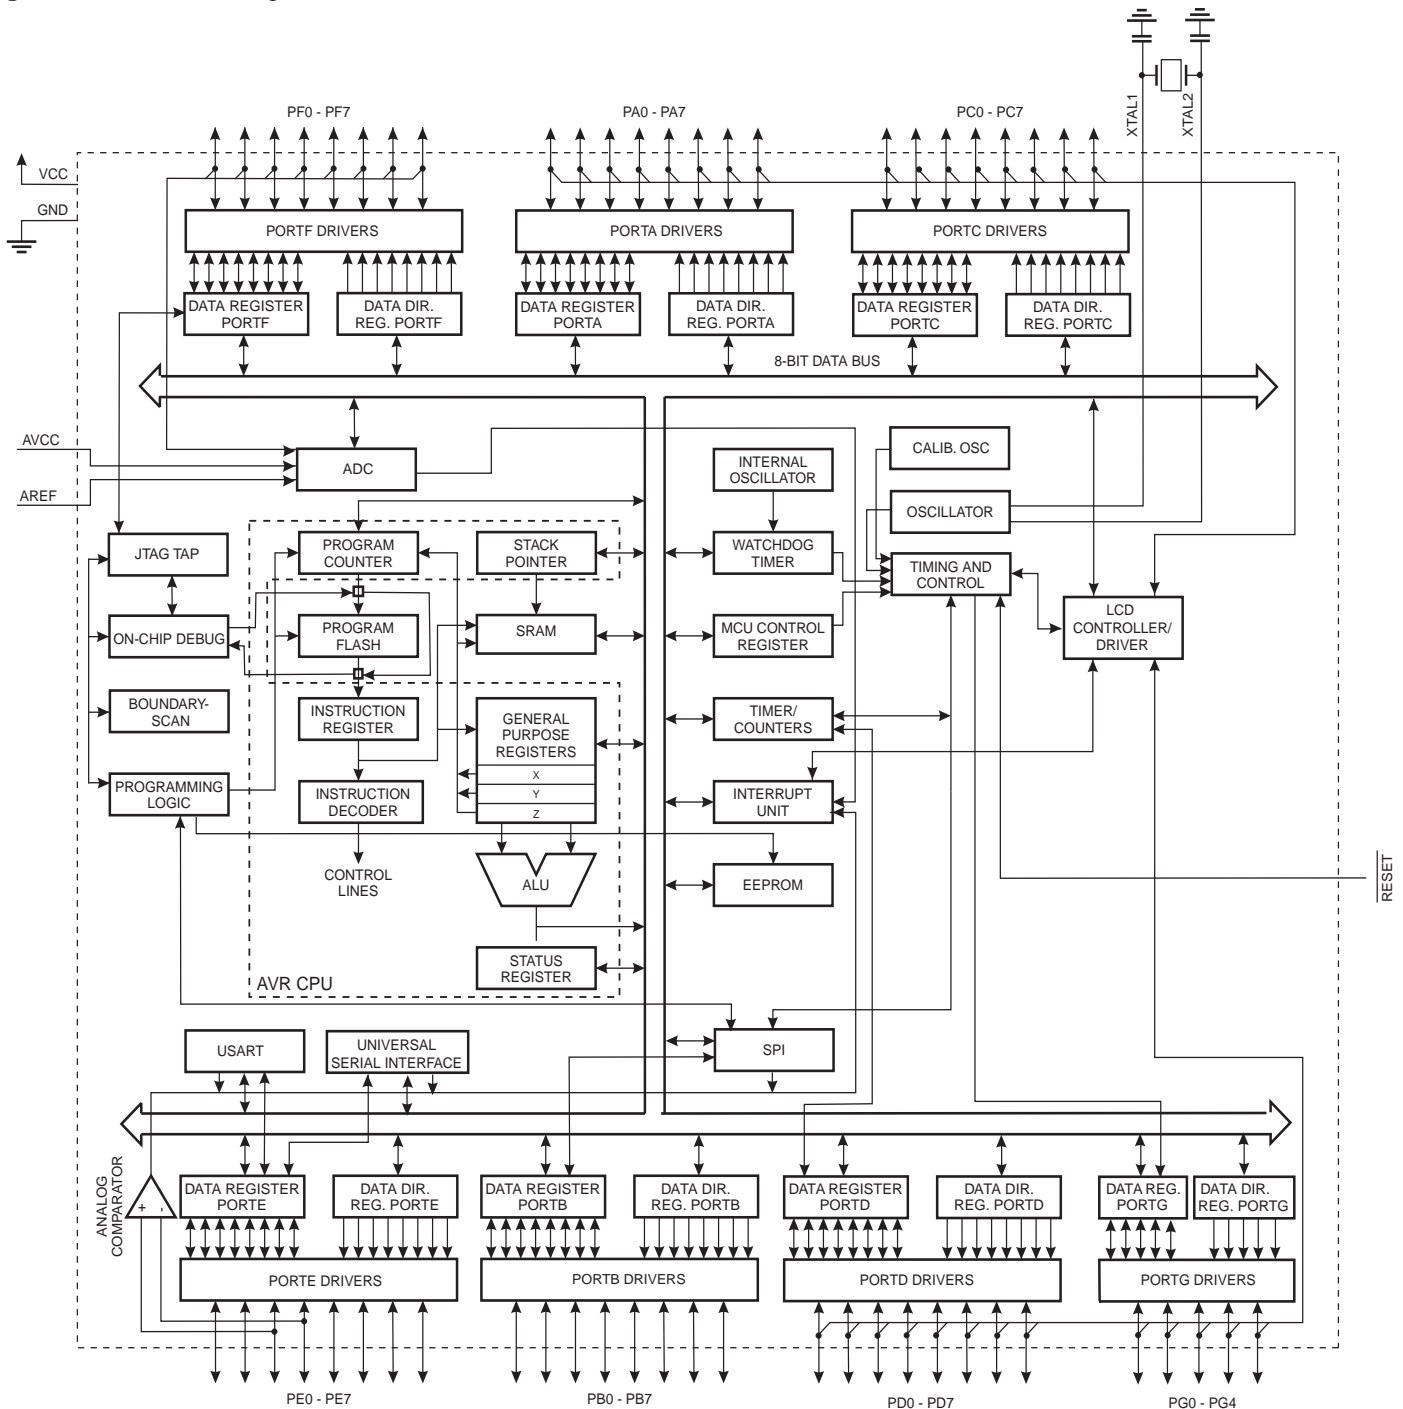 XTAL1
XTAL2
PF0 - PF7
PA0 - PA7
PC0 - PC7
VCC
GND
PORTF DRIVERS
PORTA DRIVERS
PORTC DRIVERS
DATA REGISTER
PORTF
DATA DIR.
REG. PORTF
DATA REGISTER
PORTA
DATA DIR.
REG. PORTA
DATA REGISTER
PORTC
DATA DIR.
REG. PORTC
8-BIT DATA BUS
AVCC
AREF
ADC
INTERNAL
OSCILLATOR
CALIB. OSC
OSCILLATOR
JTAG TAP
PROGRAM
COUNTER
STACK
POINTER
WATCHDOG
TIMER
TIMING AND
CONTROL
ON-CHIP DEBUG
PROGRAM
FLASH
SRAM
MCU CONTROL
REGISTER
LCD
CONTROLLER/
DRIVER
BOUNDARY-
SCAN
INSTRUCTION
REGISTER
GENERAL
PURPOSE
REGISTERS
X
Y
Z
TIMER/
COUNTERS
PROGRAMMING
LOGIC
INSTRUCTION
DECODER
INTERRUPT
UNIT
CONTROL
LINES
ALU
EEPROM
RESET
STATUS
REGISTER
AVR CPU
USART
UNIVERSAL
SERIAL INTERFACE
SPI
ANALOG
COMPARATOR
+
-
DATA REGISTER
PORTE
DATA DIR.
REG. PORTE
DATA REGISTER
PORTB
DATA DIR.
REG. PORTB
DATA REGISTER
PORTD
DATA DIR.
REG. PORTD
DATA REG.
PORTG
DATA DIR.
REG. PORTG
PORTE DRIVERS
PORTB DRIVERS
PORTD DRIVERS
PORTG DRIVERS
PE0 - PE7
PB0 - PB7
PD0 - PD7
PG0 - PG4